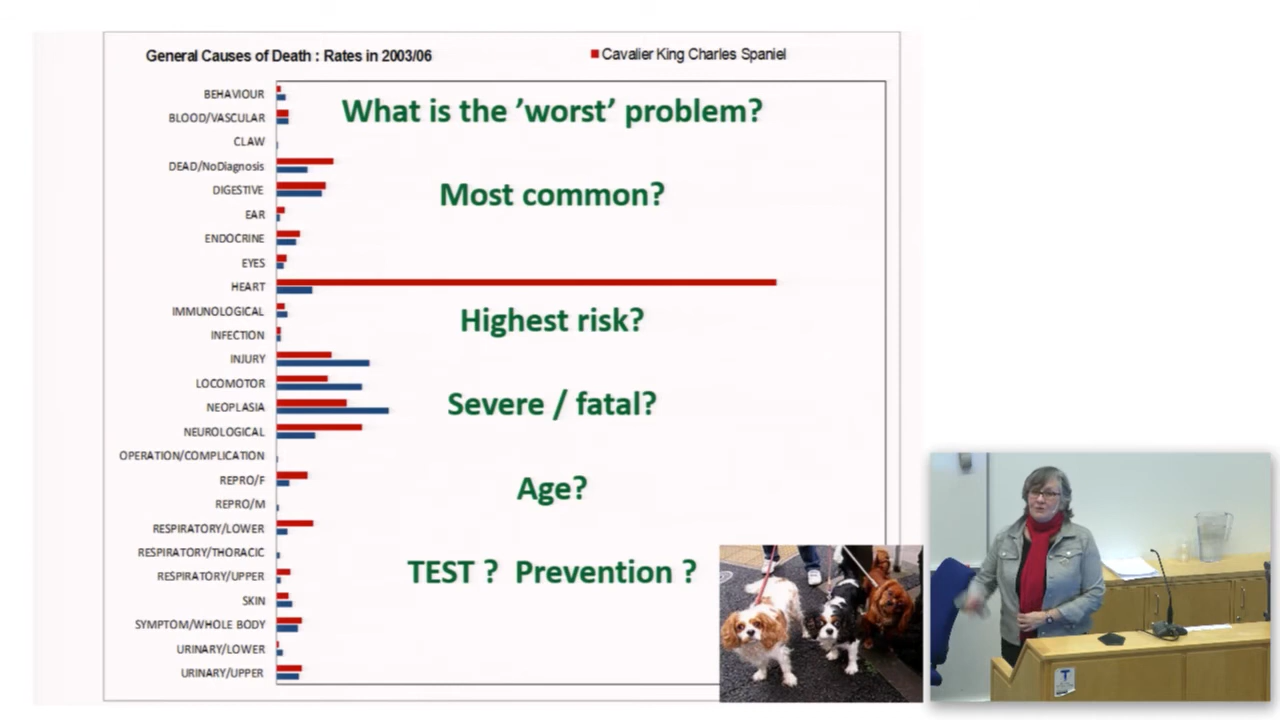 General Causes of Death : Rates in 2003/06
Cavalier King Charles Spaniel
BEHAVIOUR
BLOOD/VASCULAR
CLAW
DEAD/NoDiagnosis
DIGESTIVE
EAR
ENDOCRINE
EYES
HEART
IMMUNOLOGICAL
INFECTION
INJURY
LOCOMOTOR
NEOPLASIA
NEUROLOGICAL
OPERATION/COMPLICATION
REPRO/F
REPRO/M
RESPIRATORY/LOWER
RESPIRATORY/THORACIC
RESPIRATORY/UPPER
SKIN
SYMPTOM/WHOLE BODY
URINARY/LOWER
URINARY/UPPER
What is the ’worst’ problem?
Most common?
Highest risk?
Severe / fatal?
Age?
TEST ? Prevention ?
T